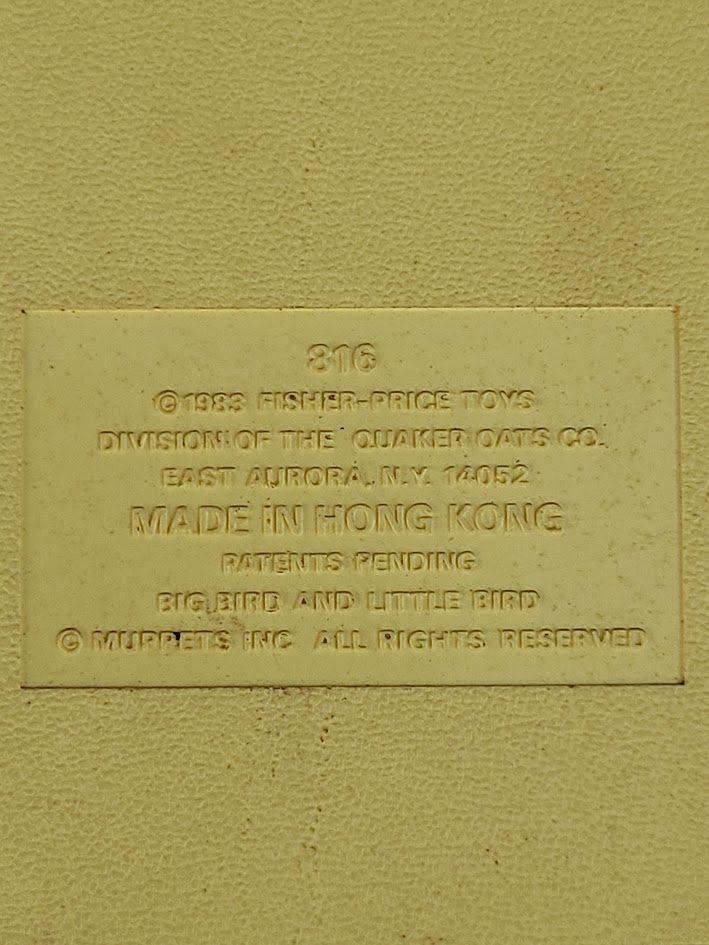 816
©1983 FISHER-PRICE TOYS
DIVISION OF THE QUAKER OATS CO.
EAST AURORA, N.Y. 14052
MADE IN HONG KONG
PATENTS PENDING
BIG BIRD AND LITTLE BIRD
© MUPPETS INC ALL RIGHTS RESERVED